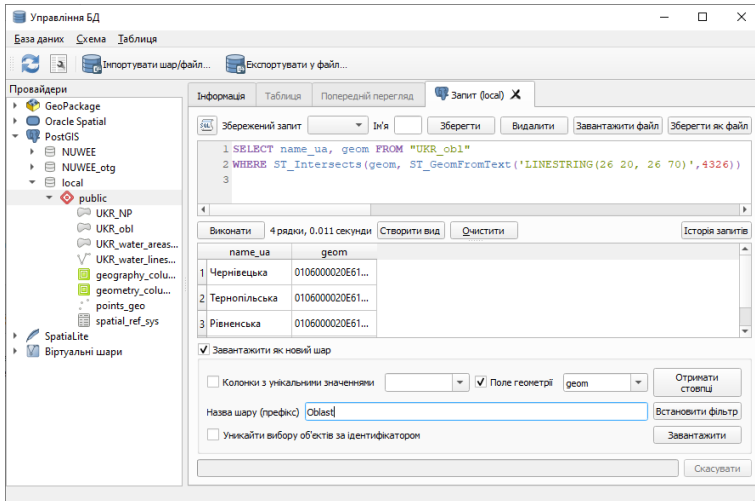 Управління БД
База даних Схема Таблиця
Імпортувати шар/файл... Експортувати у файл...
Провайдери
GeoPackage
Oracle Spatial
PostGIS
NUWEE
NUWEE_otg
local
public
UKR_NP
UKR_obl
UKR_water_areas...
UKR_water_lines...
geography_colu...
geometry_colu...
points_geo
spatial_ref_sys
SpatiaLite
Віртуальні шари
Інформація Таблиця Попередній перегляд Запит (local)
Збережений запит Ім'я Зберегти Видалити Завантажити файл Зберегти як файл
1 SELECT name_ua, geom FROM "UKR_obl"
2 WHERE ST_Intersects(geom, ST_GeomFromText('LINESTRING(26 20, 26 70)',4326))
3
Виконати 4 рядки, 0.011 секунди Створити вид Очистити Історія запитів
name_ua geom
1 Чернівецька 0106000020E61...
2 Тернопільська 0106000020E61...
3 Рівненська 0106000020E61...
Завантажити як новий шар
Колонки з унікальними значеннями Поле геометрії geom Отримати стовпці
Назва шару (префікс) Oblast Встановити фільтр
Уникайти вибору об'єктів за ідентифікатором Завантажити
Скасувати